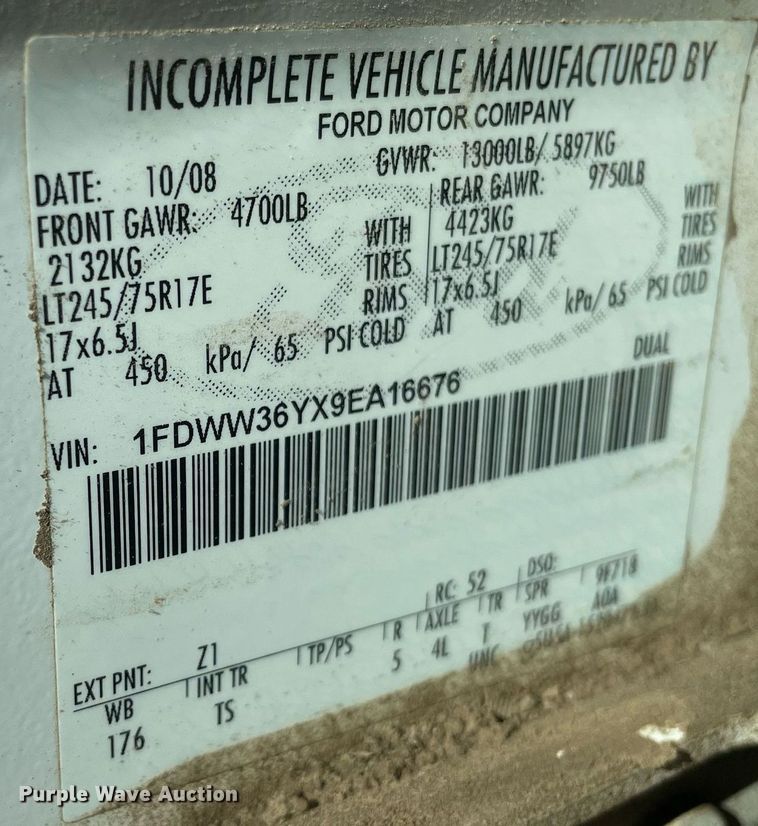 INCOMPLETE VEHICLE MANUFACTURED BY
FORD MOTOR COMPANY
DATE: 10/08 GVWR: 13000LB/ 5897KG
FRONT GAWR: 4700LB REAR GAWR: 9750LB
2132KG WITH 4423KG WITH
LT245/75R17E TIRES LT245/75R17E TIRES
17x6.5J RIMS 17x6.5J RIMS
AT 450 kPa/ 65 PSI COLD AT 450 kPa/ 65 PSI COLD
DUAL
VIN: 1FDWW36YX9EA16676
RC: 52 DSO: 9F718
EXT PNT: Z1
WB INT TR TP/PS R AXLE TR SPR
176 TS 5 4L T YYGG AOA
Purple Wave Auction